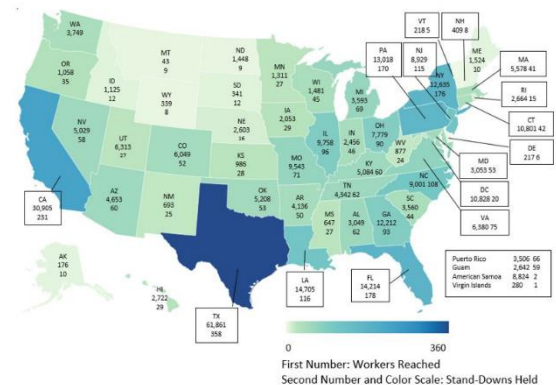 WA
3,749
OR
1,058
35
CA
30,905
231
NV
5,029
58
ID
1,125
12
MT
43
9
WY
339
8
UT
6,313
AZ
4,653
60
CO
6,049
52
NM
693
25
ND
1,448
9
SD
341
12
NE
2,603
16
KS
986
28
OK
5,208
53
TX
61,861
358
MN
1,311
27
IA
2,053
29
MO
9,543
71
AR
4,136
50
LA
14,705
116
WI
1,481
45
IL
9,758
96
MI
3,593
69
IN
2,456
46
OH
7,779
90
KY
5,084 60
TN
4,342 62
MS
647
27
AL
3,049
62
GA
12,212
93
FL
14,214
178
SC
3,560
44
NC
9,001 108
WV
877
24
VA
6,380 75
DC
10,828 20
MD
3,053 53
DE
217 6
PA
13,018
170
NJ
8,929
115
NY
12,635
176
CT
10,801 42
RI
2,664 15
MA
5,578 41
VT
218 5
NH
409 8
ME
1,524
10
AK
176
10
HI
2,722
29
Puerto Rico 3,506 66
Guam 2,642 59
American Samoa 8,824 2
Virgin Islands 280 1
0 360
First Number: Workers Reached
Second Number and Color Scale: Stand-Downs Held